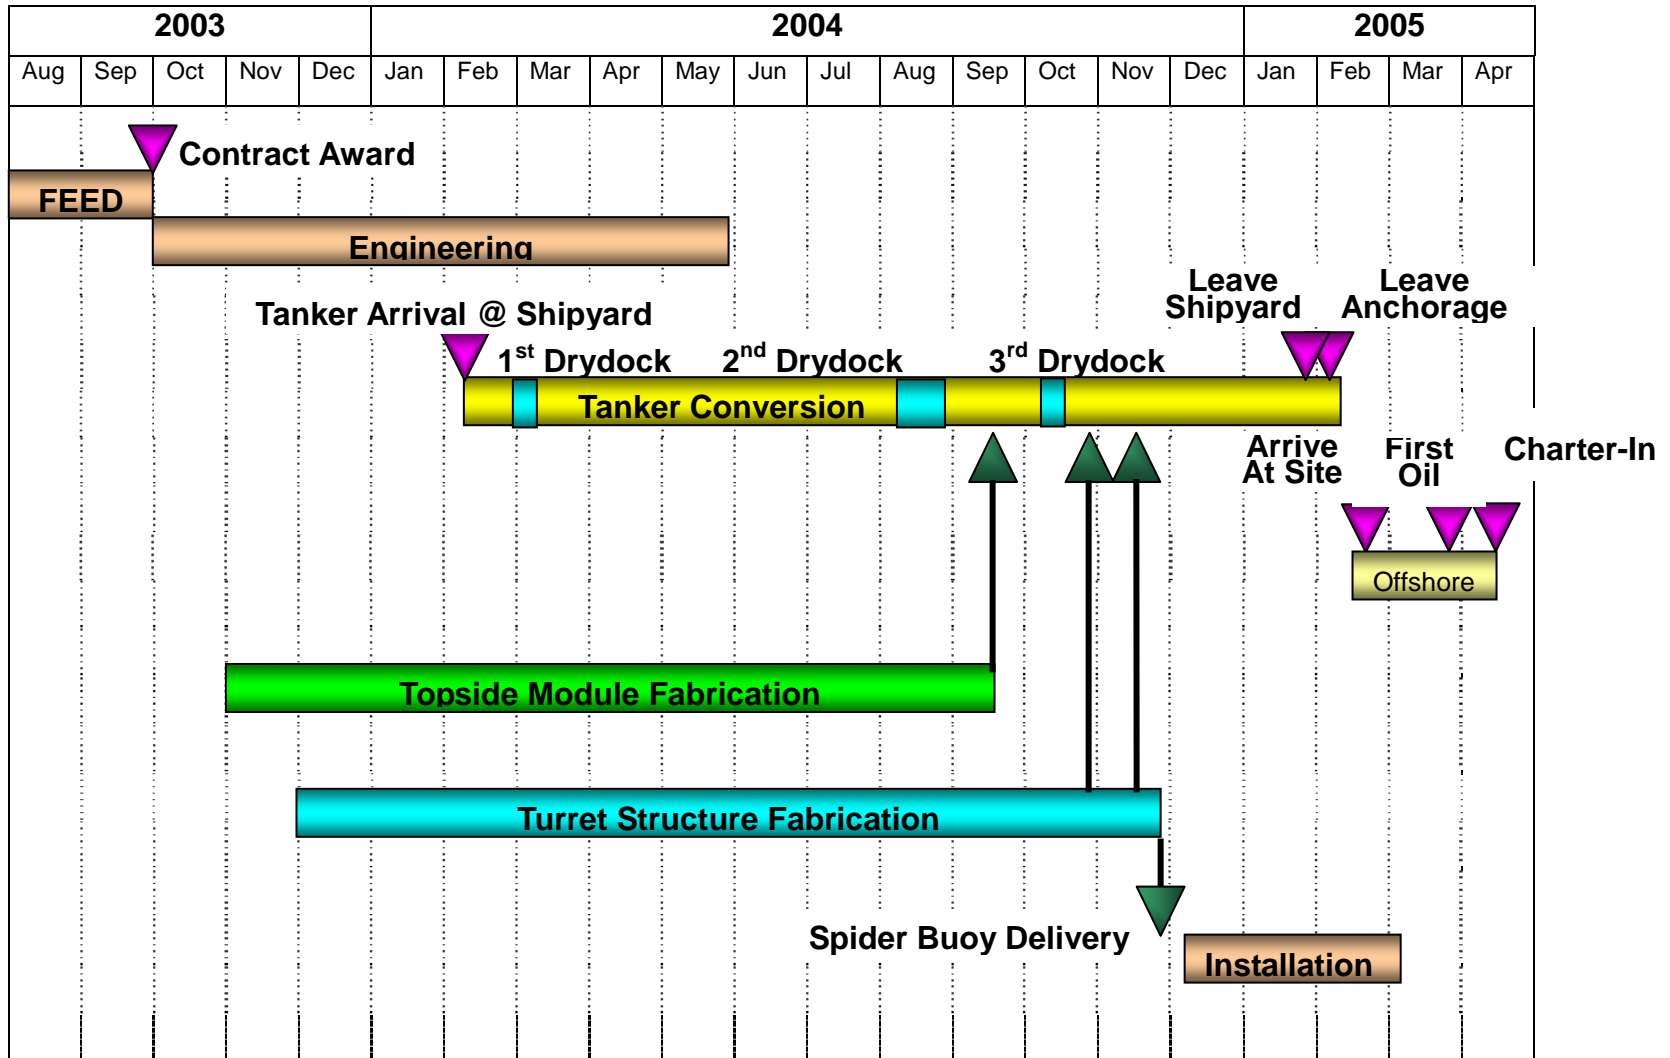 2003 2004 2005
Aug Sep Oct Nov Dec Jan Feb Mar Apr May Jun Jul Aug Sep Oct Nov Dec Jan Feb Mar Apr
Contract Award
FEED
Engineering
Leave Shipyard
Leave Anchorage
Tanker Arrival @ Shipyard
1st Drydock 2nd Drydock 3rd Drydock
Tanker Conversion
Arrive At Site
First Oil
Charter-In
Offshore
Topside Module Fabrication
Turret Structure Fabrication
Spider Buoy Delivery
Installation